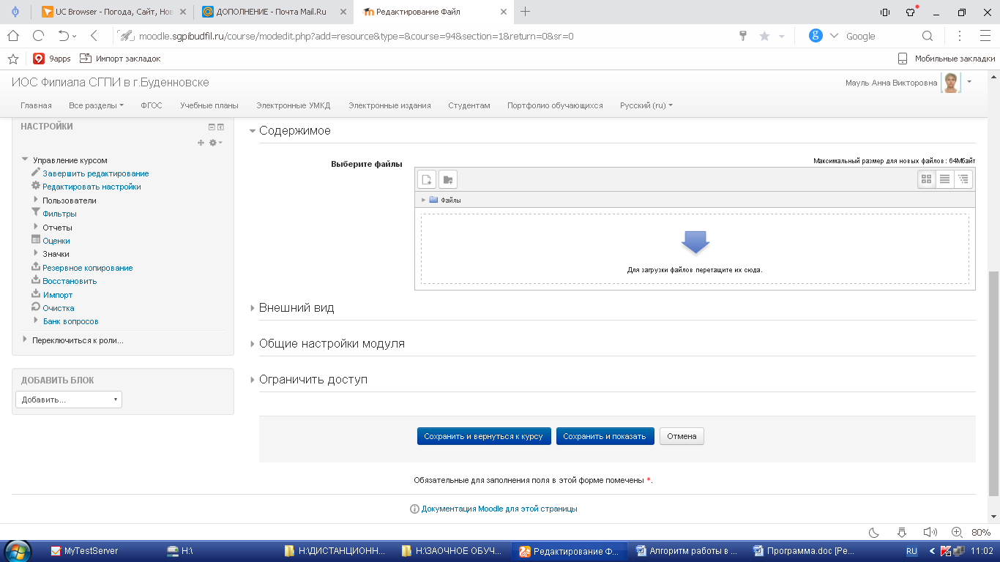 UC Browser - Погода, Сайт, Нов
ДОПОЛНЕНИЕ - Почта Mail.Ru
Редактирование Файл
moodle.sgpibudfil.ru/course/modedit.php?add=resource&type=&course=94&section=1&return=0&sr=0
Google
9apps
Импорт закладок
Мобильные закладки
ИОС Филиала СГПИ в г.Буденновске
Мауль Анна Викторовна
Главная
Все разделы
ФГОС
Учебные планы
Электронные УМКД
Электронные издания
Студентам
Портфолио обучающихся
Русский (ru)
НАСТРОЙКИ
Управление курсом
Завершить редактирование
Редактировать настройки
Пользователи
Фильтры
Отчеты
Оценки
Значки
Резервное копирование
Восстановить
Импорт
Очистка
Банк вопросов
Переключиться к роли...
ДОБАВИТЬ БЛОК
Добавить...
Содержимое
Выберите файлы
Максимальный размер для новых файлов: 64Мбайт
Файлы
Для загрузки файлов перетащите их сюда.
Внешний вид
Общие настройки модуля
Ограничить доступ
Сохранить и вернуться к курсу
Сохранить и показать
Отмена
Обязательные для заполнения поля в этой форме помечены *.
Документация Moodle для этой страницы
80%
MyTestServer
H:\
H:\ДИСТАНЦИОНН...
H:\ЗАОЧНОЕ ОБУЧ...
Редактирование Ф...
Алгоритм работы в ...
Программа.doc [Ре...
RU
11:02